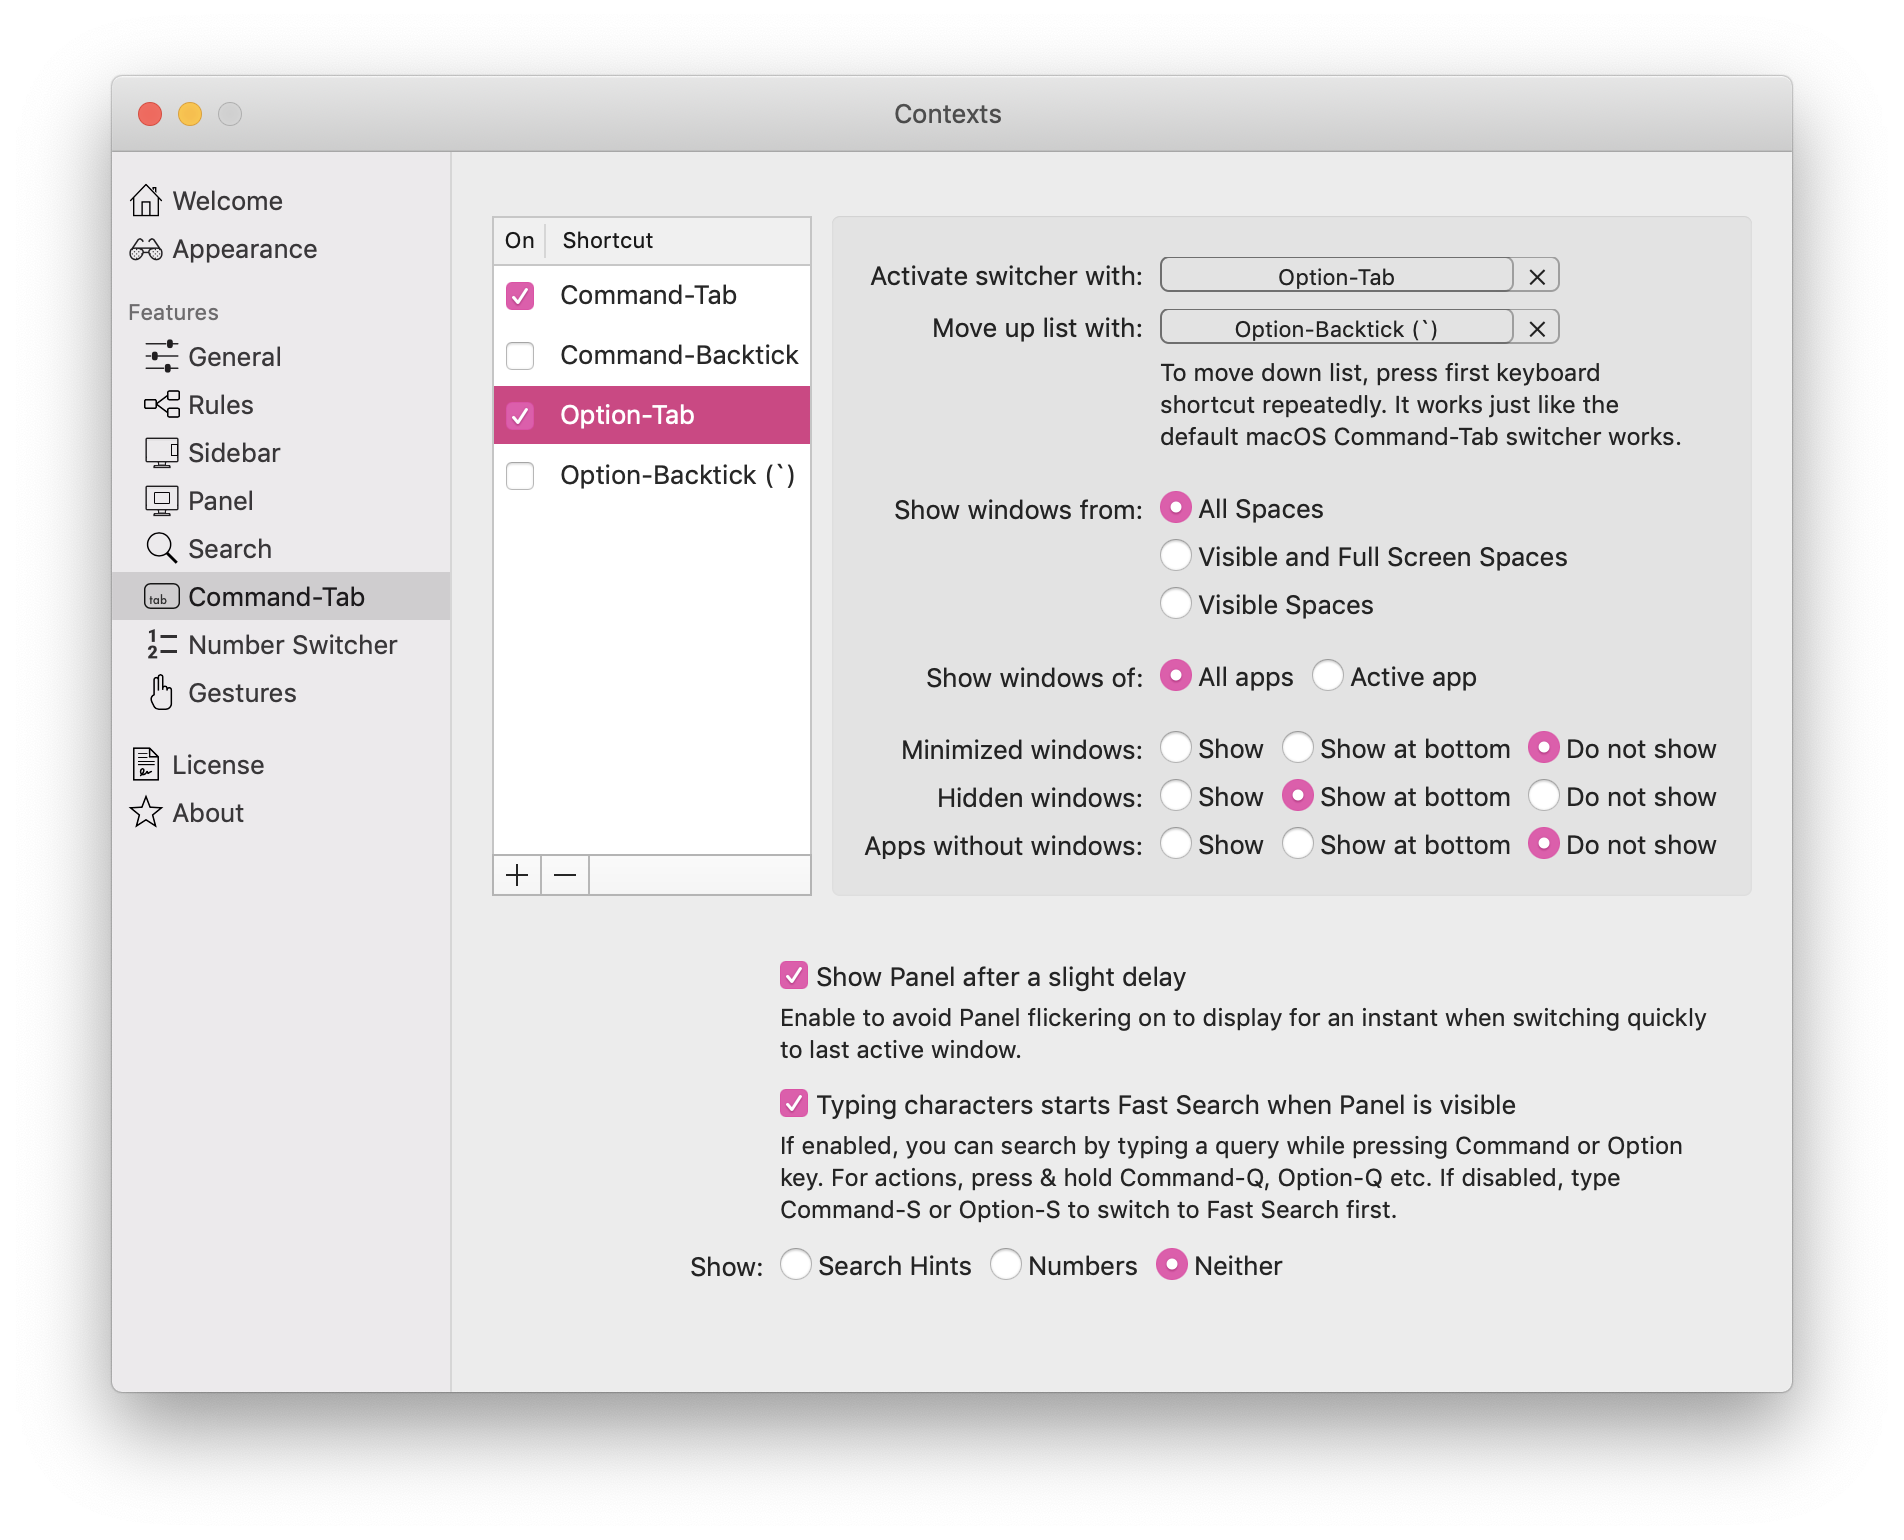 Contexts
Welcome
Appearance
Features
General
Rules
Sidebar
Panel
Search
tab Command-Tab
1 2 Number Switcher
Gestures
License
About
On Shortcut
Command-Tab
Command-Backtick
Option-Tab
Option-Backtick (`)
Activate switcher with: Option-Tab
Move up list with: Option-Backtick (`)
To move down list, press first keyboard
shortcut repeatedly. It works just like the
default macOS Command-Tab switcher works.
Show windows from: All Spaces
Visible and Full Screen Spaces
Visible Spaces
Show windows of: All apps Active app
Minimized windows: Show Show at bottom Do not show
Hidden windows: Show Show at bottom Do not show
Apps without windows: Show Show at bottom Do not show
Show Panel after a slight delay
Enable to avoid Panel flickering on to display for an instant when switching quickly
to last active window.
Typing characters starts Fast Search when Panel is visible
If enabled, you can search by typing a query while pressing Command or Option
key. For actions, press & hold Command-Q, Option-Q etc. If disabled, type
Command-S or Option-S to switch to Fast Search first.
Show: Search Hints Numbers Neither